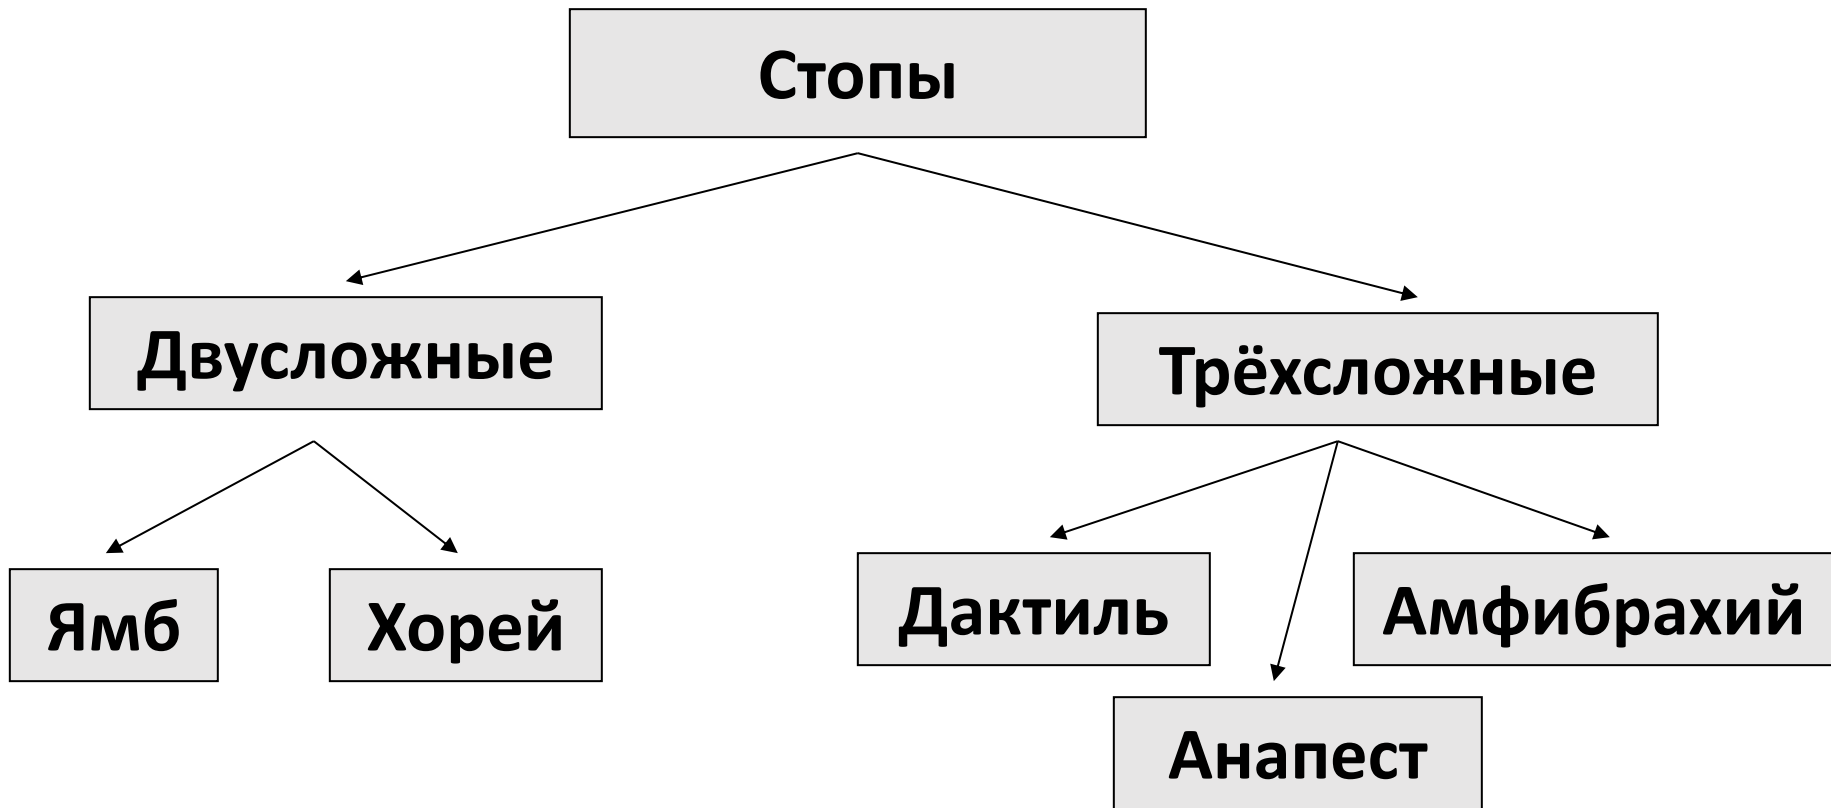 Стопы
Двусложные
Трёхсложные
Ямб
Хорей
Дактиль
Амфибрахий
Анапест